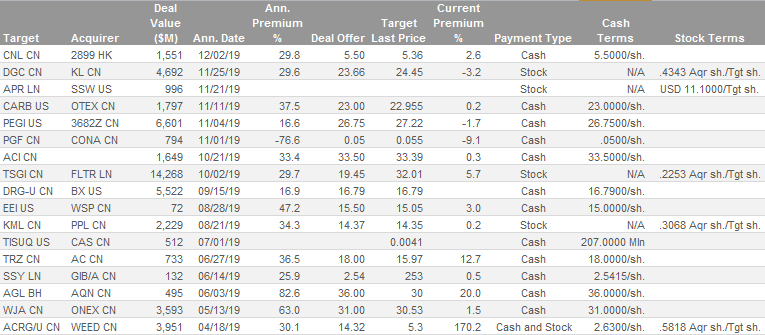 Deal Ann. Current
Value Premium Target Premium Cash
Target Acquirer ($M) Ann. Date % Deal Offer Last Price % Payment Type Terms Stock Terms
CNL CN 2899 HK 1,551 12/02/19 29.8 5.50 5.36 2.6 Cash 5.5000/sh.
DGC CN KL CN 4,692 11/25/19 29.6 23.66 24.45 -3.2 Stock N/A .4343 Aqr sh./Tgt sh.
APR LN SSW US 996 11/21/19 Stock N/A USD 11.1000/Tgt sh.
CARB US OTEX CN 1,797 11/11/19 37.5 23.00 22.955 0.2 Cash 23.0000/sh.
PEGI US 3682Z CN 6,601 11/04/19 16.6 26.75 27.22 -1.7 Cash 26.7500/sh.
PGF CN CONA CN 794 11/01/19 -76.6 0.05 0.055 -9.1 Cash .0500/sh.
ACI CN 1,649 10/21/19 33.4 33.50 33.39 0.3 Cash 33.5000/sh.
TSGI CN FLTR LN 14,268 10/02/19 29.7 19.45 32.01 5.7 Stock N/A .2253 Aqr sh./Tgt sh.
DRG-U CN BX US 5,522 09/15/19 16.9 16.79 16.79 Cash 16.7900/sh.
EEI US WSP CN 72 08/28/19 47.2 15.50 15.05 3.0 Cash 15.0000/sh.
KML CN PPL CN 2,229 08/21/19 34.3 14.37 14.35 0.2 Stock N/A .3068 Aqr sh./Tgt sh.
TISUQ US CAS CN 512 07/01/19 0.0041 Cash 207.0000 Mln
TRZ CN AC CN 733 06/27/19 36.5 18.00 15.97 12.7 Cash 18.0000/sh.
SSY LN GIB/A CN 132 06/14/19 25.9 2.54 253 0.5 Cash 2.5415/sh.
AGL BH AQN CN 495 06/03/19 82.6 36.00 30 20.0 Cash 36.0000/sh.
WJA CN ONEX CN 3,593 05/13/19 63.0 31.00 30.53 1.5 Cash 31.0000/sh.
ACRG/U CN WEED CN 3,951 04/18/19 30.1 14.32 5.3 170.2 Cash and Stock 2.6300/sh. .5818 Aqr sh./Tgt sh.